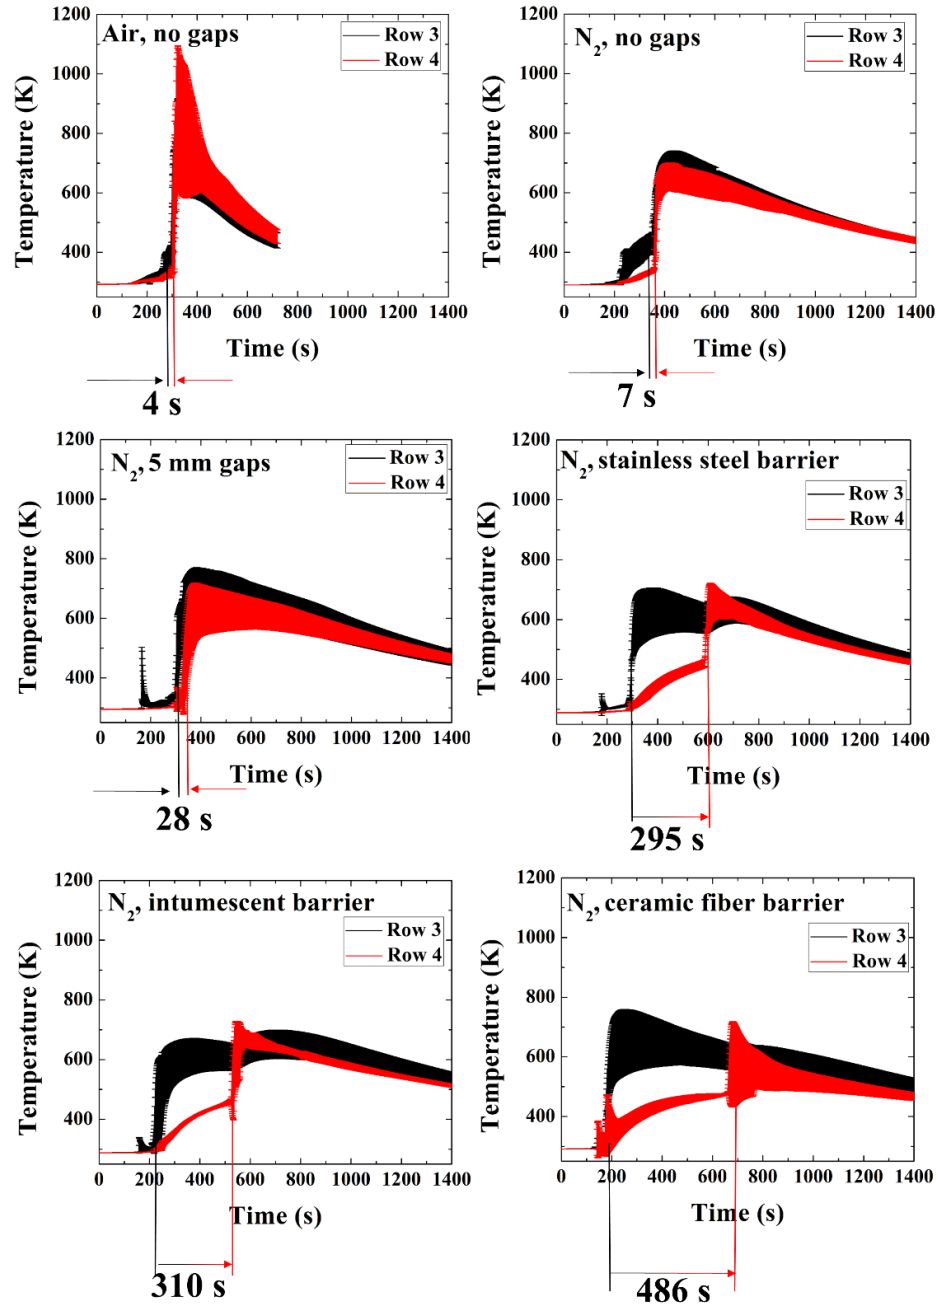 Air, no gaps
Row 3
Row 4
1200
1000
800
600
400
Temperature (K)
0 200 400 600 800 1000 1200 1400
Time (s)
4 s
N2, no gaps
Row 3
Row 4
1200
1000
800
600
400
Temperature (K)
0 200 400 600 800 1000 1200 1400
Time (s)
7 s
N2, 5 mm gaps
Row 3
Row 4
1200
1000
800
600
400
Temperature (K)
0 200 400 600 800 1000 1200 1400
Time (s)
28 s
N2, stainless steel barrier
Row 3
Row 4
1200
1000
800
600
400
Temperature (K)
0 200 400 600 800 1000 1200 1400
Time (s)
295 s
N2, intumescent barrier
Row 3
Row 4
1200
1000
800
600
400
Temperature (K)
0 200 400 600 800 1000 1200 1400
Time (s)
310 s
N2, ceramic fiber barrier
Row 3
Row 4
1200
1000
800
600
400
Temperature (K)
0 200 400 600 800 1000 1200 1400
Time (s)
486 s